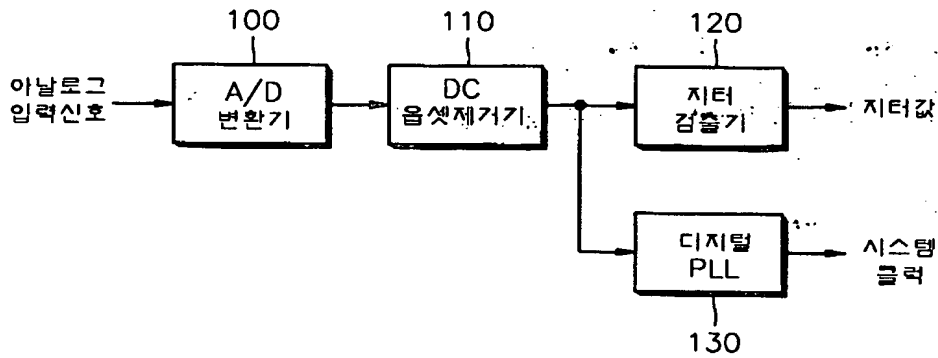 100
110
120
아날로그
입력신호
A/D
변환기
DC
옵셋제거기
지터
검출기
지터값
디지털
PLL
시스템
클럭
130